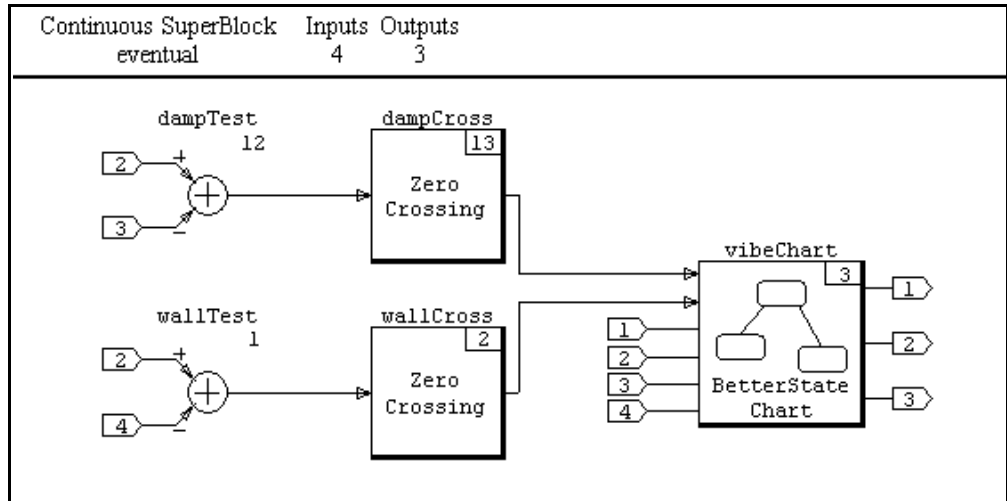 Continuous SuperBlock Inputs Outputs
eventual 4 3
dampTest
12
dampCross
13
2
+
3
−
Zero
Crossing
wallTest
1
wallCross
2
2
+
4
−
Zero
Crossing
vibeChart
3
1
2
3
4
BetterState
Chart
1
2
3